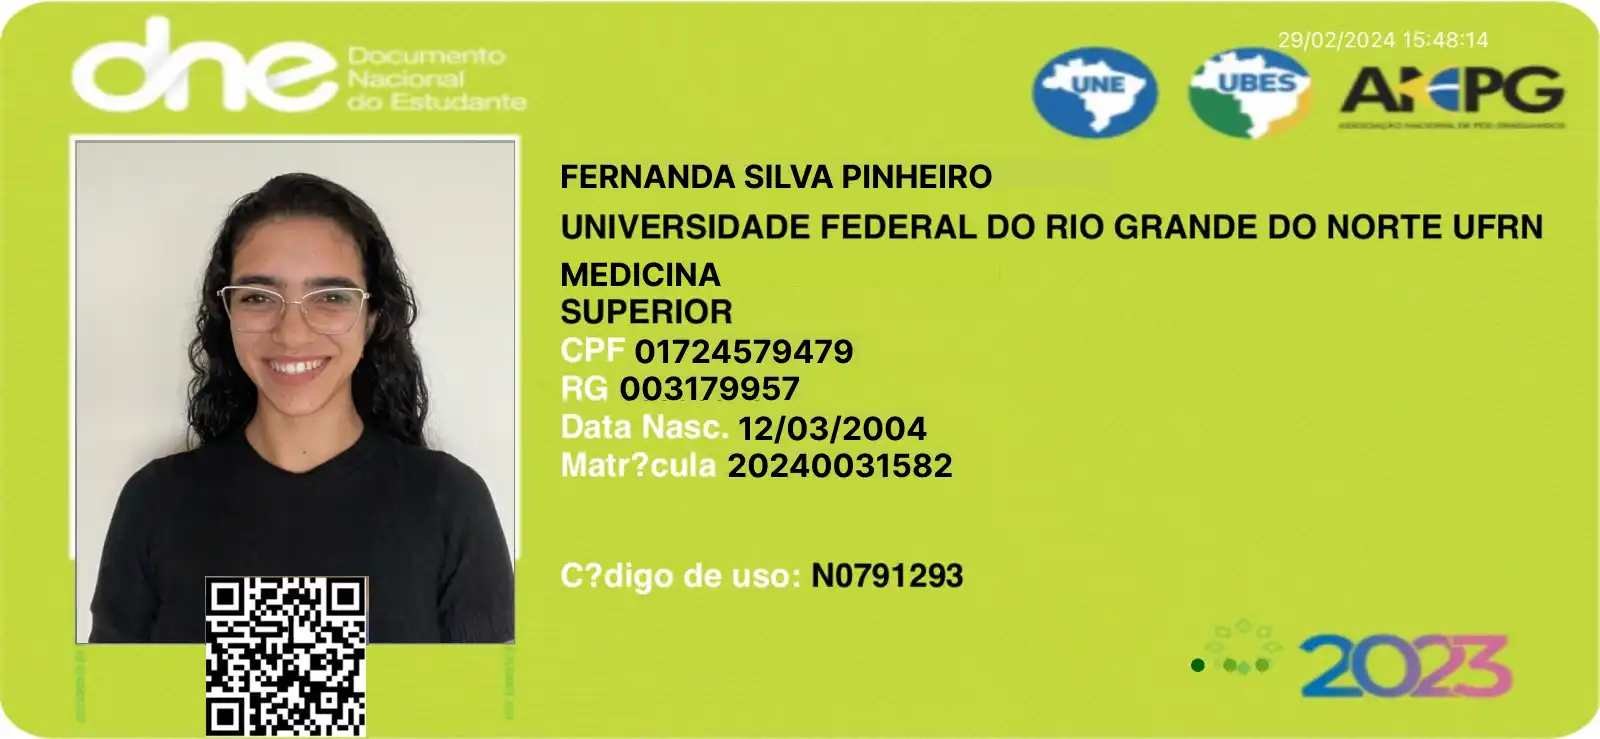 dne Documento
Nacional
do Estudante
29/02/2024 15:48:14
UNE
UBES
ANPG
FERNANDA SILVA PINHEIRO
UNIVERSIDADE FEDERAL DO RIO GRANDE DO NORTE UFRN
MEDICINA
SUPERIOR
CPF 01724579479
RG 003179957
Data Nasc. 12/03/2004
Matr?cula 20240031582
C?digo de uso: N0791293
2023